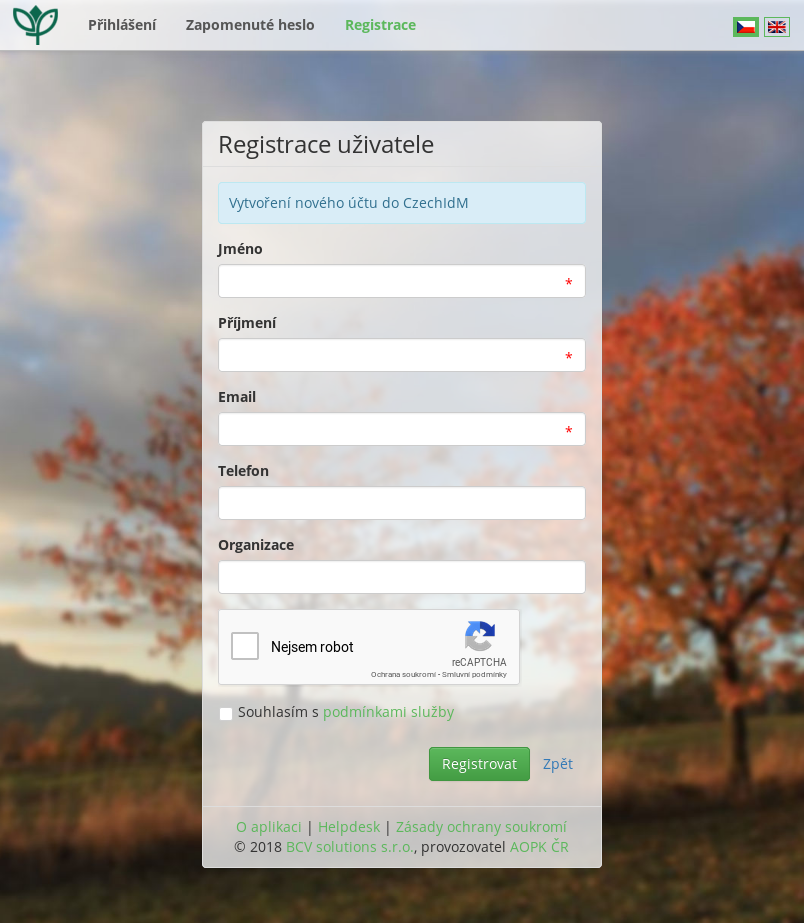 Přihlášení Zapomenuté heslo Registrace
Registrace uživatele
Vytvoření nového účtu do CzechIdM
Jméno
*
Příjmení
*
Email
*
Telefon
Organizace
Nejsem robot
reCAPTCHA
Ochrana soukromí - Smluvní podmínky
Souhlasím s podmínkami služby
Registrovat Zpět
O aplikaci | Helpdesk | Zásady ochrany soukromí
© 2018 BCV solutions s.r.o., provozovatel AOPK ČR